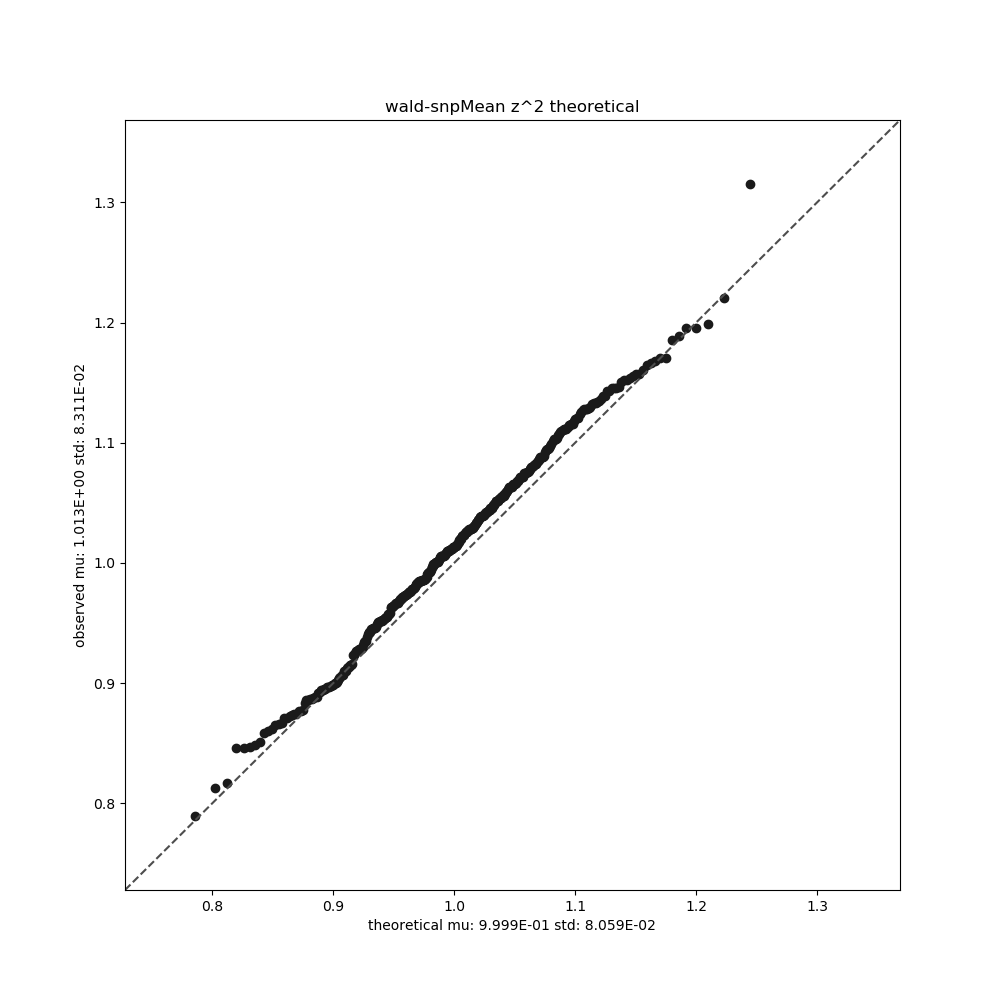 wald-snpMean z^2 theoretical
1.3
1.2
1.1
1.0
0.9
0.8
observed mu: 1.013E+00 std: 8.311E-02
0.8 0.9 1.0 1.1 1.2 1.3
theoretical mu: 9.999E-01 std: 8.059E-02